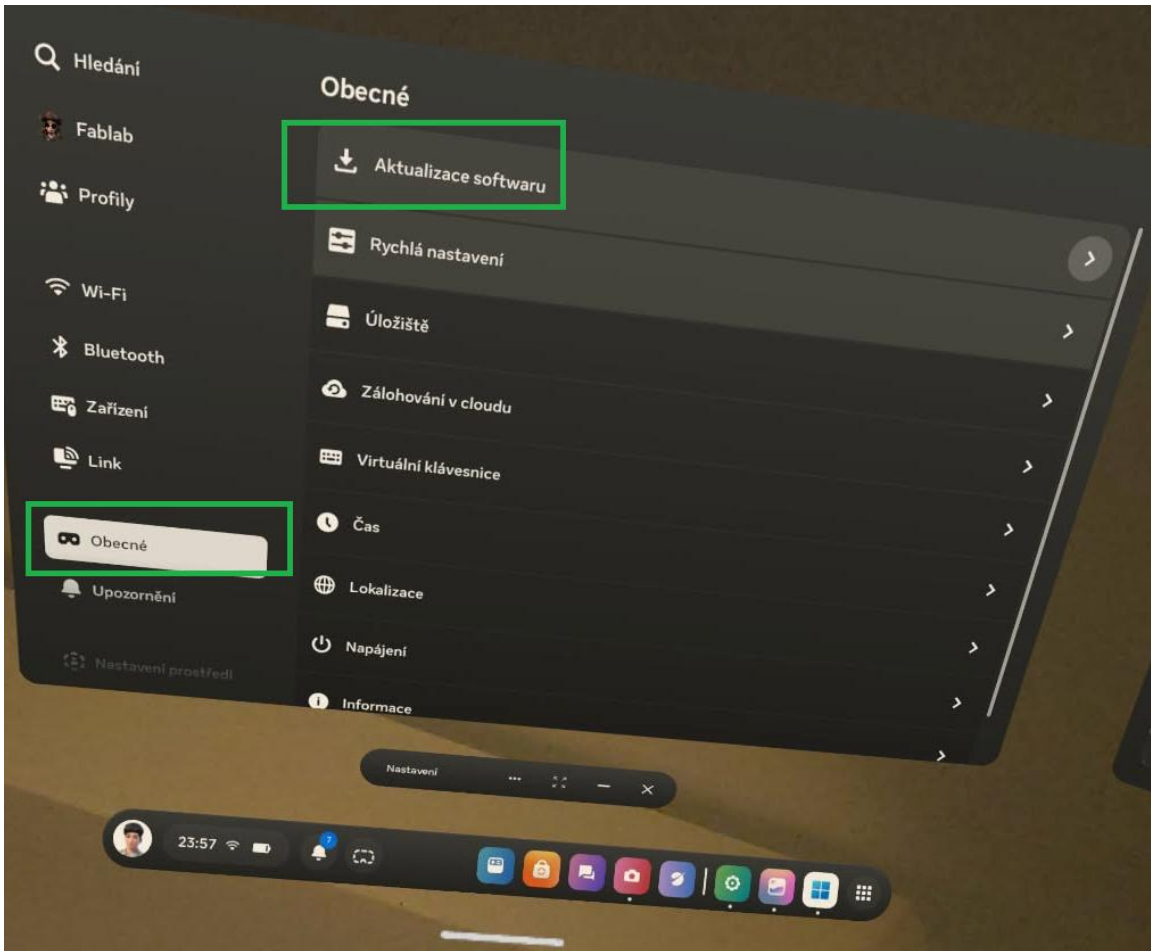 Hledání
Fablab
Profily
Wi-Fi
Bluetooth
Zařízení
Link
Obecné
Upozornění
Nastavení prostředí
Obecné
Aktualizace softwaru
Rychlá nastavení
Úložiště
Zálohování v cloudu
Virtuální klávesnice
Čas
Lokalizace
Napájení
Informace
Nastavení
23:57
7